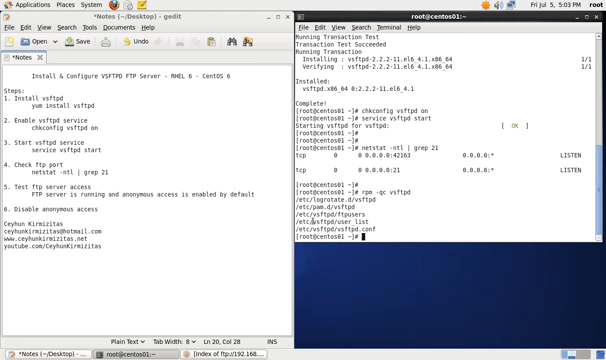 Applications Places System Fri Jul 5, 5:03 PM root
*Notes (~/Desktop) - gedit
File Edit View Search Tools Documents Help
Open Save Undo
*Notes
Install & Configure VSFTPD FTP Server - RHEL 6 - CentOS 6
Steps:
1. Install vsftpd
yum install vsftpd
2. Enable vsftpd service
chkconfig vsftpd on
3. Start vsftpd service
service vsftpd start
4. Check ftp port
netstat -ntl | grep 21
5. Test ftp server access
FTP server is running and anonymous access is enabled by default
6. Disable anonymous access
Ceyhun Kirmizitas
ceyhunkirmizitas@hotmail.com
www.ceyhunkirmizitas.net
youtube.com/CeyhunKirmizitas
Plain Text Tab Width: 8 Ln 20, Col 28 INS
root@centos01:~
File Edit View Search Terminal Help
Running Transaction Test
Transaction Test Succeeded
Running Transaction
Installing : vsftpd-2.2.2-11.el6_4.1.x86_64 1/1
Verifying : vsftpd-2.2.2-11.el6_4.1.x86_64 1/1
Installed:
vsftpd.x86_64 0:2.2.2-11.el6_4.1
Complete!
[root@centos01 ~]# chkconfig vsftpd on
[root@centos01 ~]# service vsftpd start
Starting vsftpd for vsftpd: [ OK ]
[root@centos01 ~]#
[root@centos01 ~]#
[root@centos01 ~]# netstat -ntl | grep 21
tcp 0 0 0.0.0.0:42163 0.0.0.0:* LISTEN
tcp 0 0 0.0.0.0:21 0.0.0.0:* LISTEN
[root@centos01 ~]#
[root@centos01 ~]# rpm -qc vsftpd
/etc/logrotate.d/vsftpd
/etc/pam.d/vsftpd
/etc/vsftpd/ftpusers
/etc/vsftpd/user_list
/etc/vsftpd/vsftpd.conf
[root@centos01 ~]#
*Notes (~/Desktop) - ... root@centos01:~ [Index of ftp://192.168....